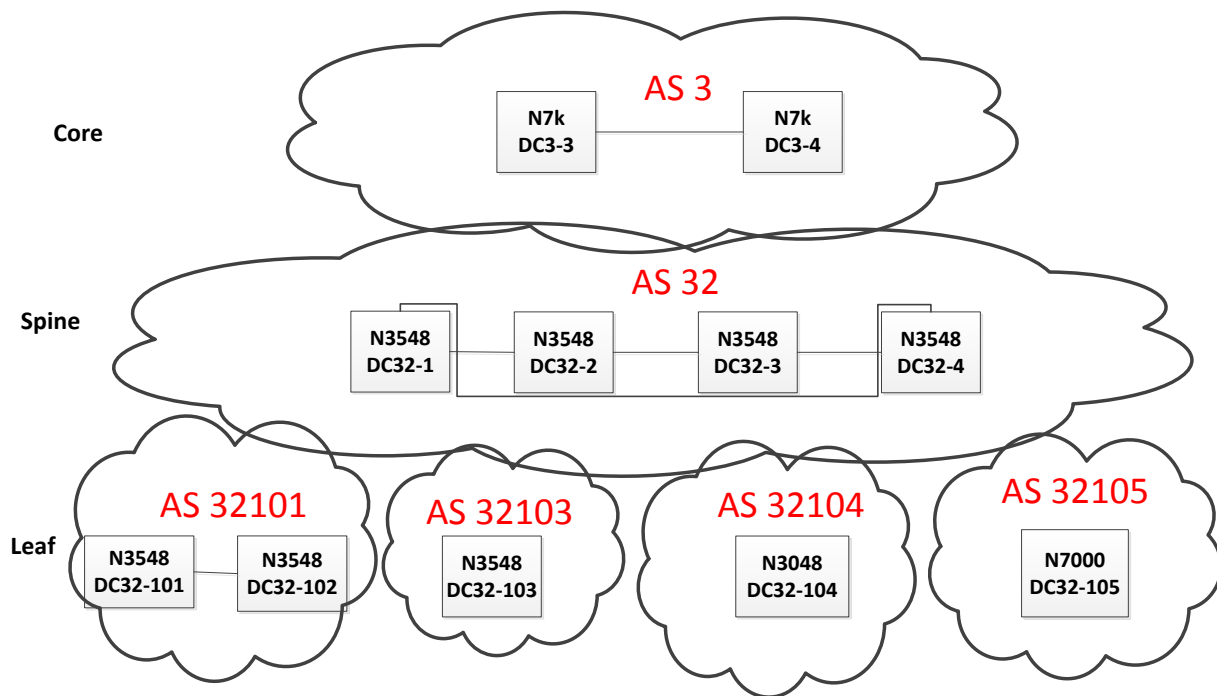 AS 3
Core
N7k
DC3-3
N7k
DC3-4
AS 32
Spine
N3548
DC32-1
N3548
DC32-2
N3548
DC32-3
N3548
DC32-4
AS 32101
AS 32103
AS 32104
AS 32105
Leaf
N3548
DC32-101
N3548
DC32-102
N3548
DC32-103
N3048
DC32-104
N7000
DC32-105